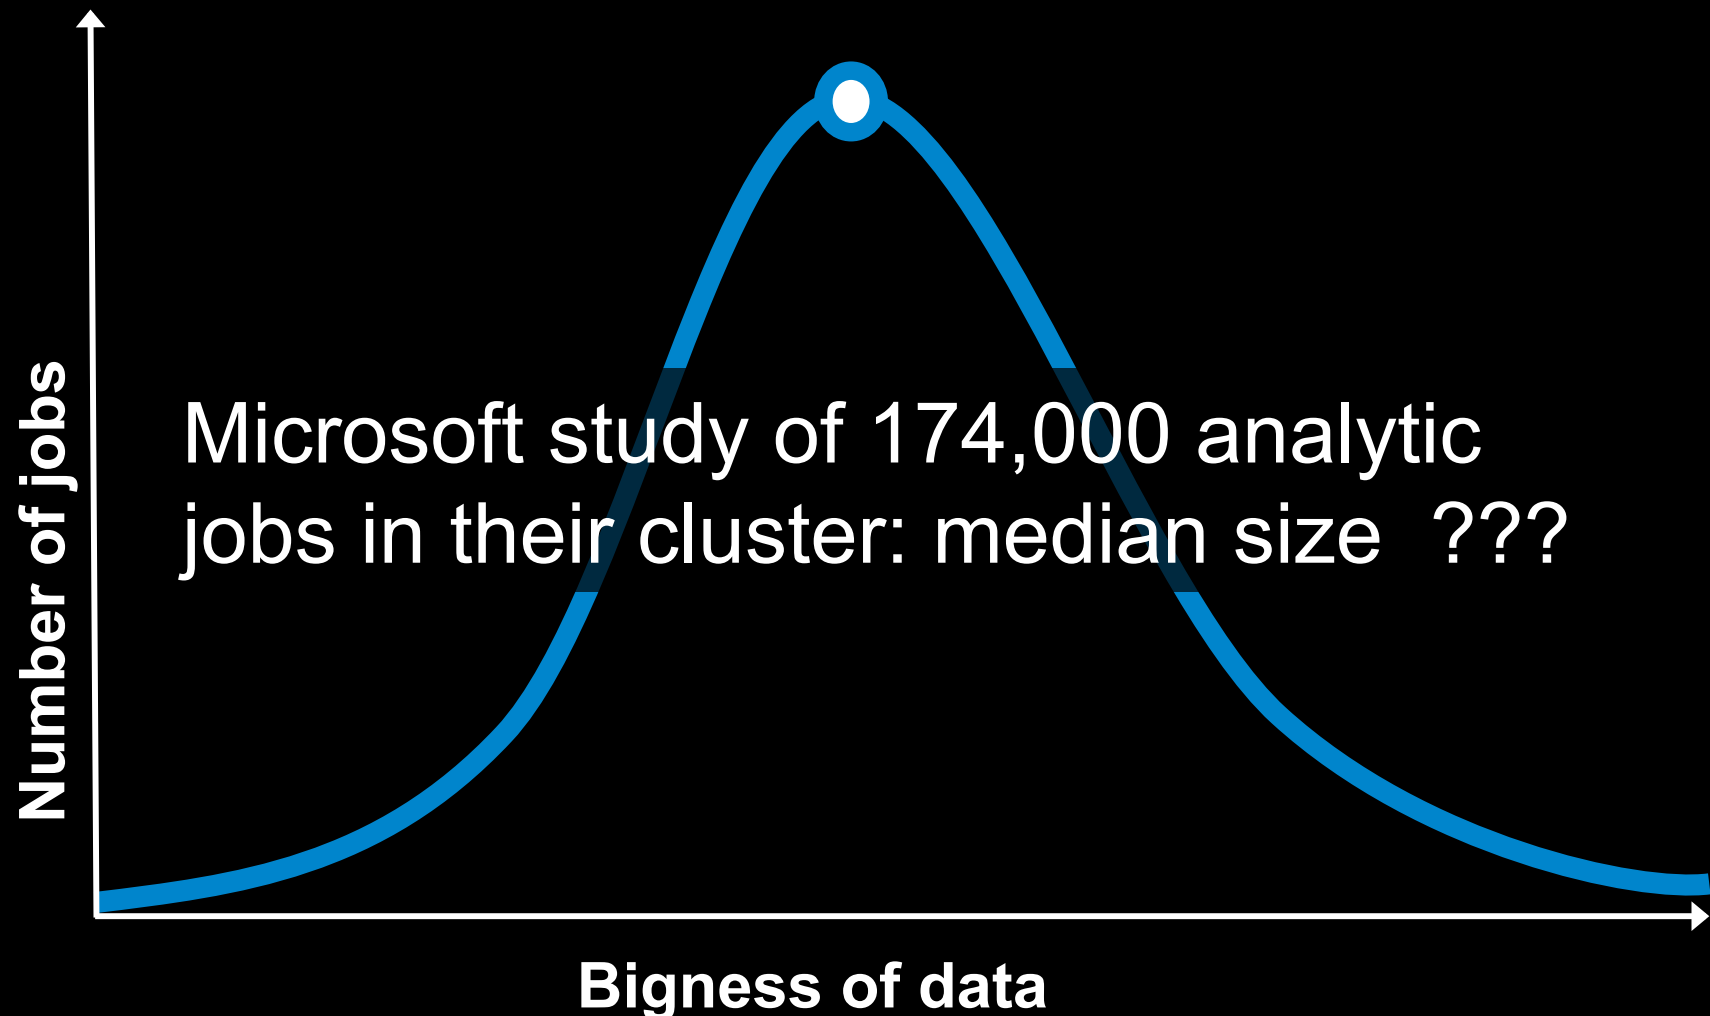 Number of jobs
Microsoft study of 174,000 analytic
jobs in their cluster: median size ???
Bigness of data